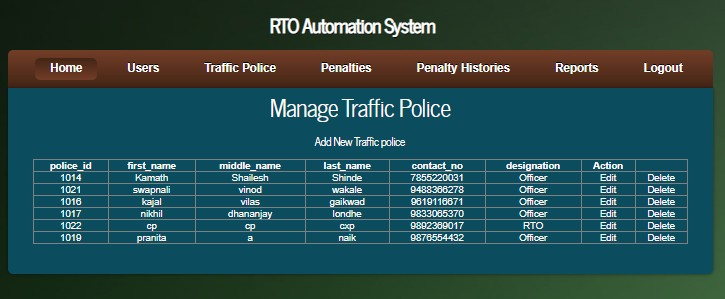 RTO Automation System
Home Users Traffic Police Penalties Penalty Histories Reports Logout
Manage Traffic Police
Add New Traffic police
police_id first_name middle_name last_name contact_no designation Action
1014 Kamath Shailesh Shinde 7855220031 Officer Edit Delete
1021 swapnali vinod wakale 9488366278 Officer Edit Delete
1016 kajal vilas gaikwad 9619116671 Officer Edit Delete
1017 nikhil dhananjay londhe 9833065370 Officer Edit Delete
1022 cp cp cxp 9892369017 RTO Edit Delete
1019 pranita a naik 9876554432 Officer Edit Delete